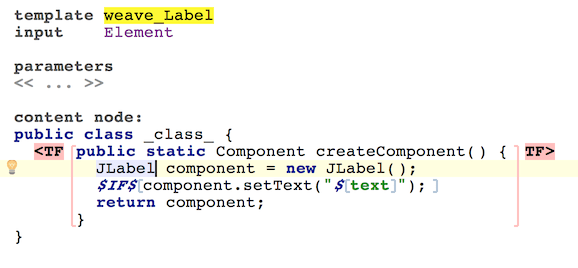 template weave_Label
input    Element

parameters
<< ... >>

content node:
public class _class_ {
  <TF public static Component createComponent() { TF>
        JLabel component = new JLabel();
        $IF$[component.setText("$[text]"); ]
        return component;
      }
}